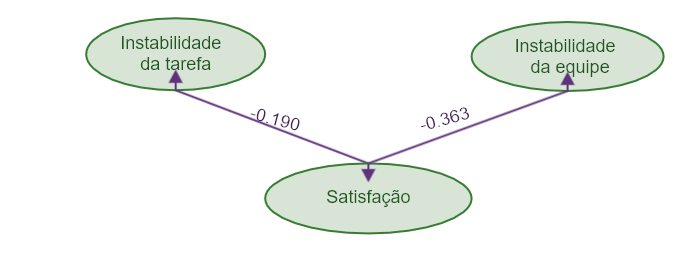 Instabilidade
da tarefa
Instabilidade
da equipe
-0.190
-0.363
Satisfação